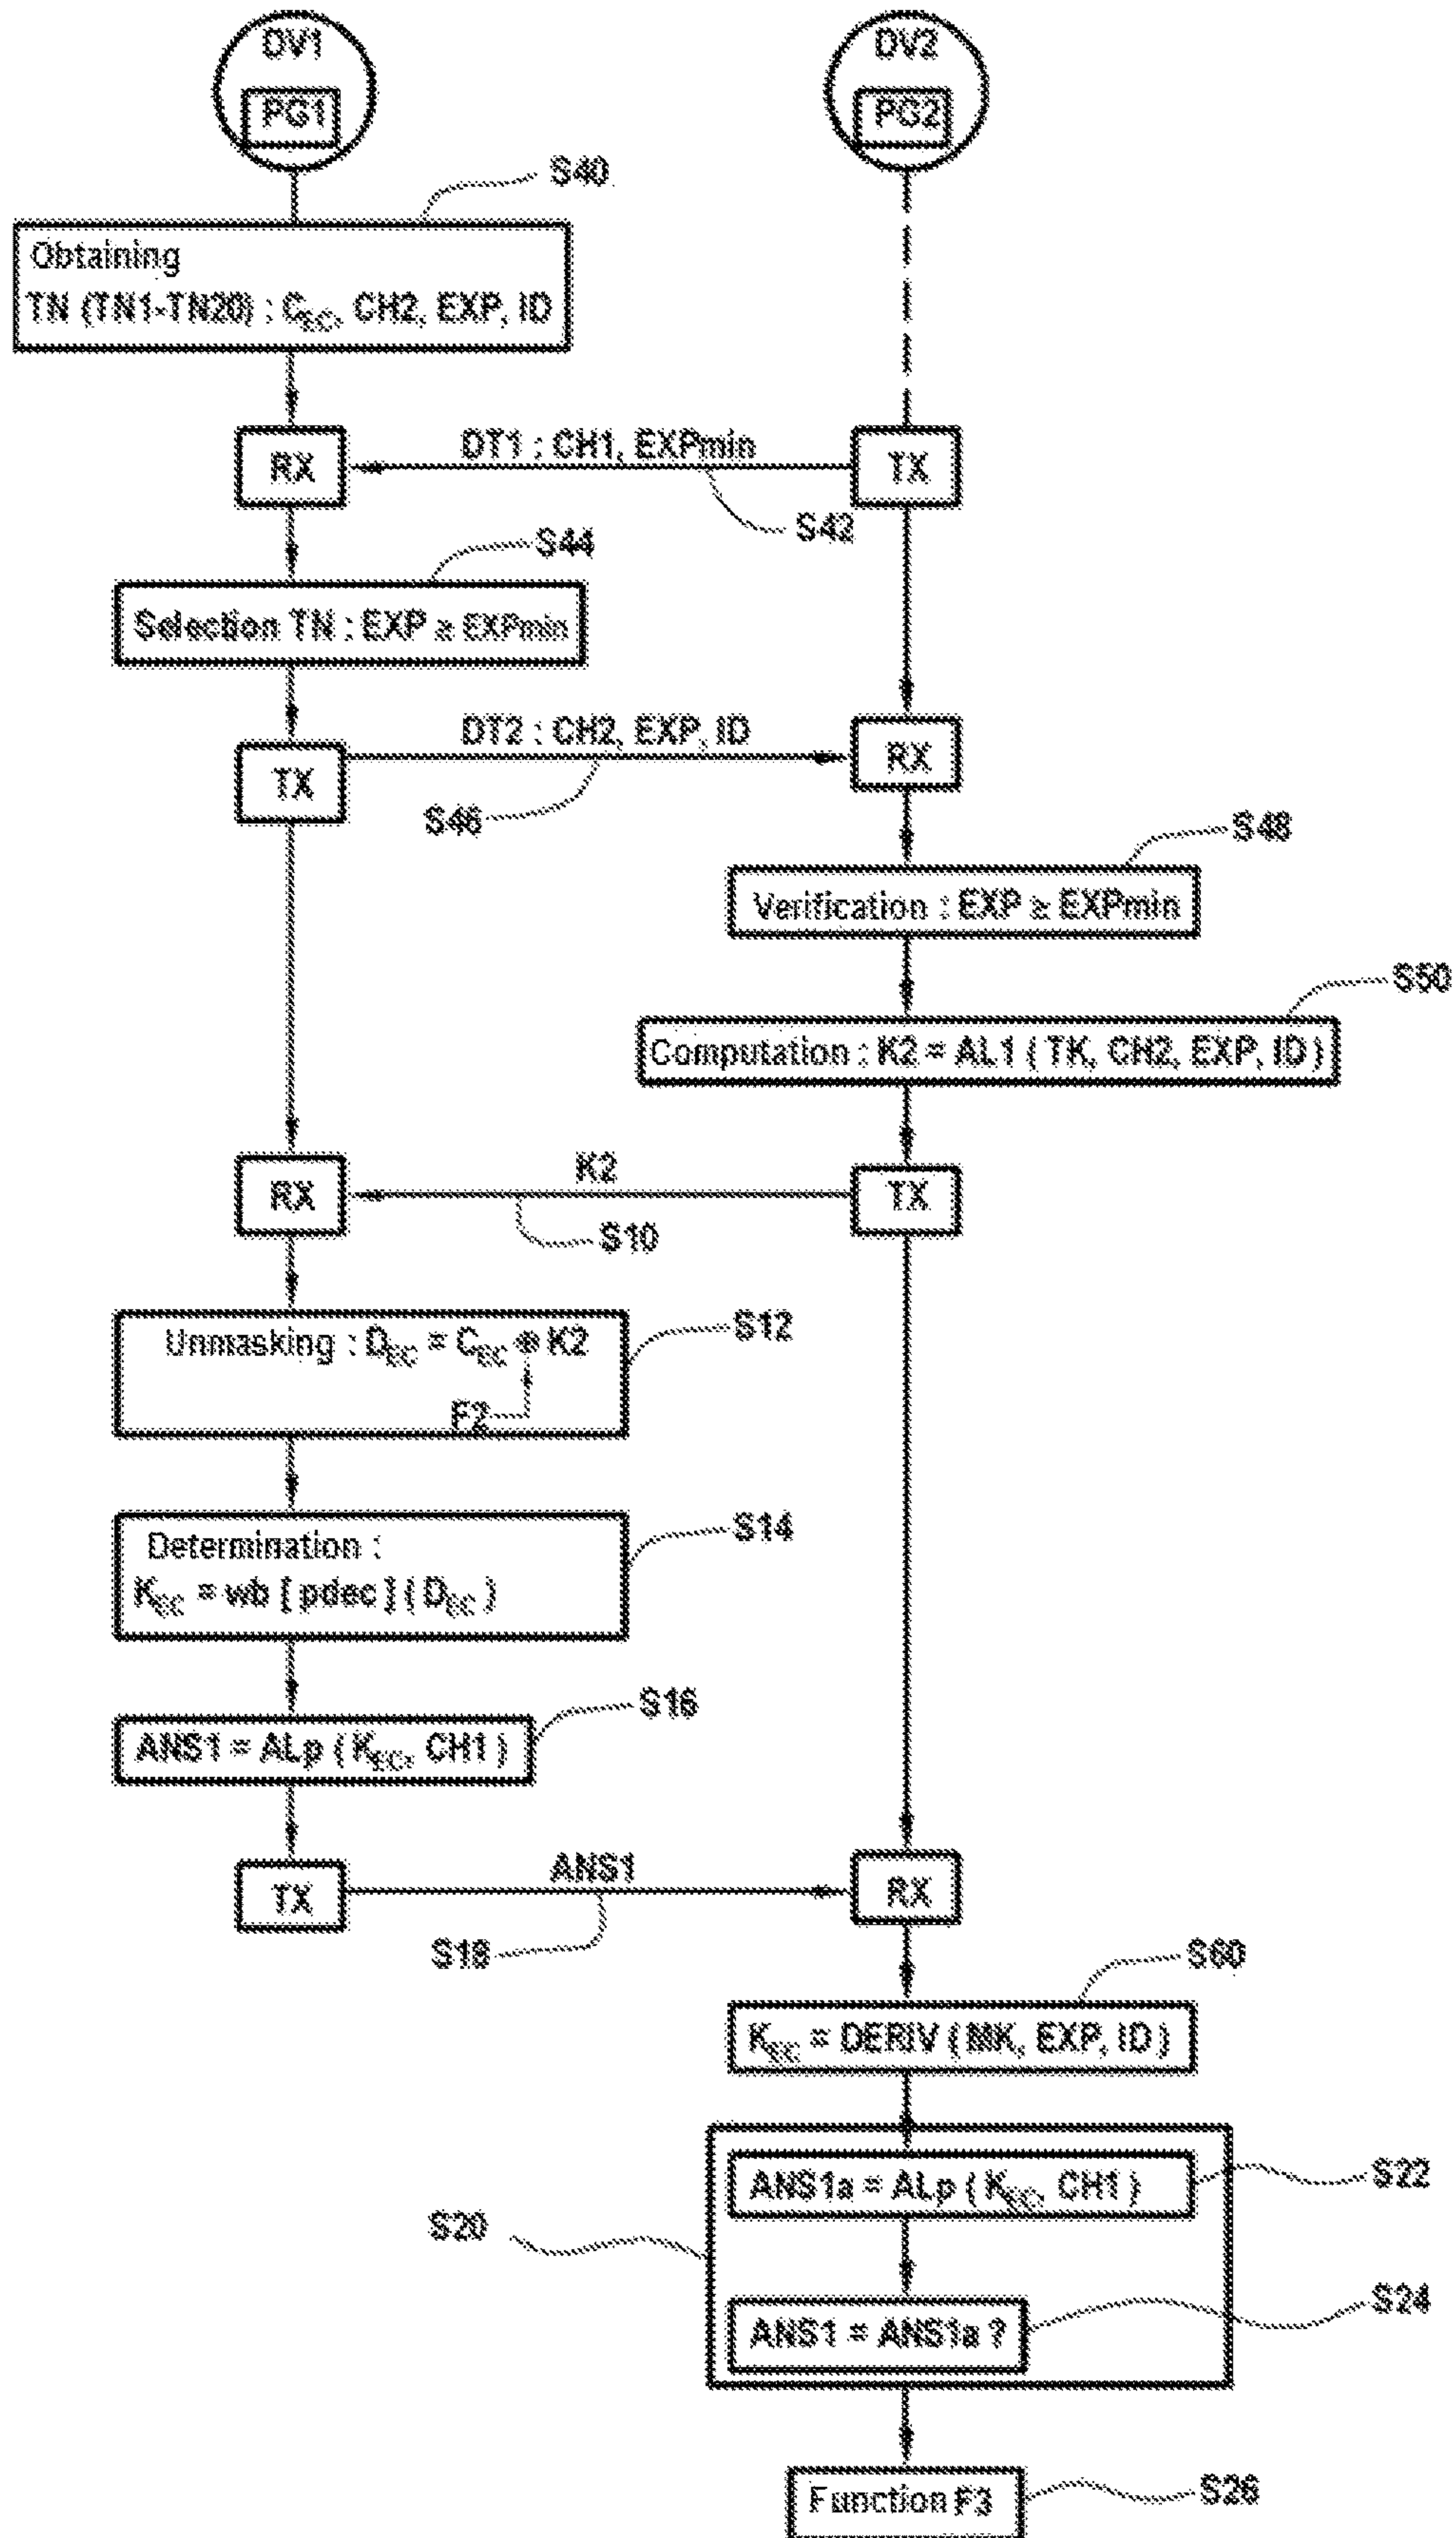 DV1
PG1
DV2
PG2
S40
Obtaining
TN (TN1-TN20) : C_EC, CH2, EXP, ID
RX
DT1 : CH1, EXPmin
TX
S42
S44
Selection TN : EXP ≥ EXPmin
TX
DT2 : CH2, EXP, ID
RX
S46
S48
Verification : EXP ≥ EXPmin
S50
Computation : K2 = AL1 ( TK, CH2, EXP, ID )
RX
K2
TX
S10
Unmasking : D_EC = C_EC ⊕ K2
F2
S12
Determination :
K_EC = wb [ pdec ] ( D_EC )
S14
S16
ANS1 = ALp ( K_EC, CH1 )
TX
ANS1
RX
S18
S60
K_EC = DERIV ( MK, EXP, ID )
ANS1a = ALp ( K_EC, CH1 )
S22
S20
ANS1 = ANS1a ?
S24
Function F3
S26